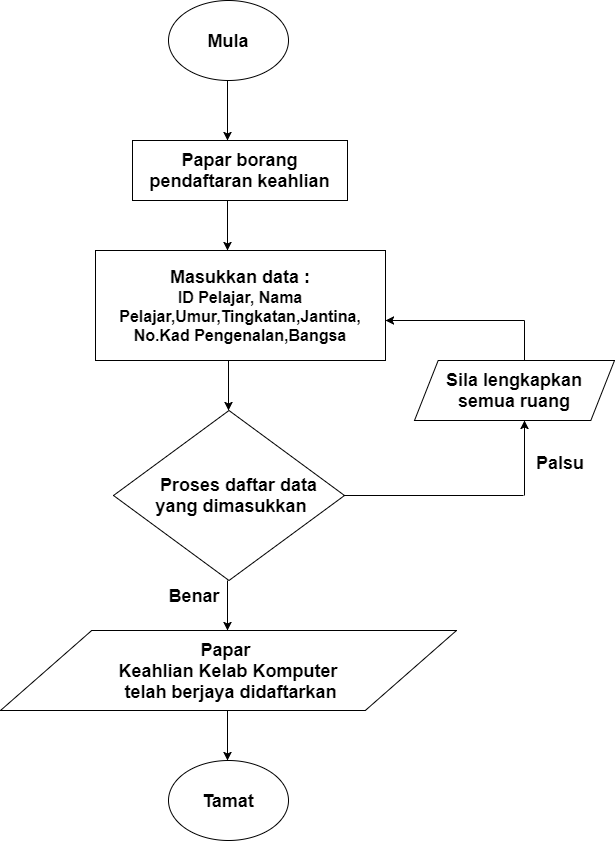 Mula
Papar borang
pendaftaran keahlian
Masukkan data :
ID Pelajar, Nama
Pelajar,Umur,Tingkatan,Jantina,
No.Kad Pengenalan,Bangsa
Sila lengkapkan
semua ruang
Proses daftar data
yang dimasukkan
Palsu
Benar
Papar
Keahlian Kelab Komputer
telah berjaya didaftarkan
Tamat